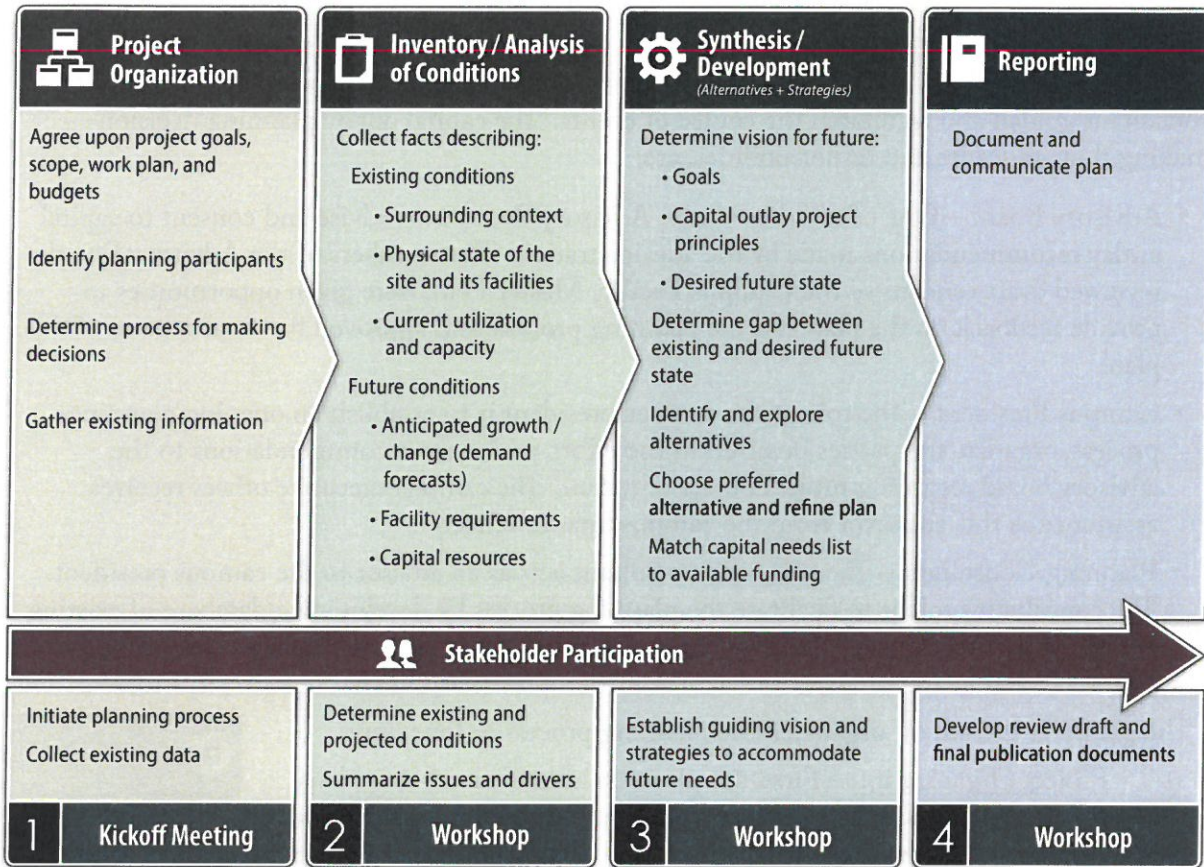 Project
Organization
Agree upon project goals,
scope, work plan, and
budgets
Identify planning participants
Determine process for making
decisions
Gather existing information
Inventory / Analysis
of Conditions
Collect facts describing:
Existing conditions
• Surrounding context
• Physical state of the
site and its facilities
• Current utilization
and capacity
Future conditions
• Anticipated growth /
change (demand
forecasts)
• Facility requirements
• Capital resources
Synthesis /
Development
(Alternatives + Strategies)
Determine vision for future:
• Goals
• Capital outlay project
principles
• Desired future state
Determine gap between
existing and desired future
state
Identify and explore
alternatives
Choose preferred
alternative and refine plan
Match capital needs list
to available funding
Reporting
Document and
communicate plan
Stakeholder Participation
Initiate planning process
Collect existing data
1 Kickoff Meeting
Determine existing and
projected conditions
Summarize issues and drivers
2 Workshop
Establish guiding vision and
strategies to accommodate
future needs
3 Workshop
Develop review draft and
final publication documents
4 Workshop